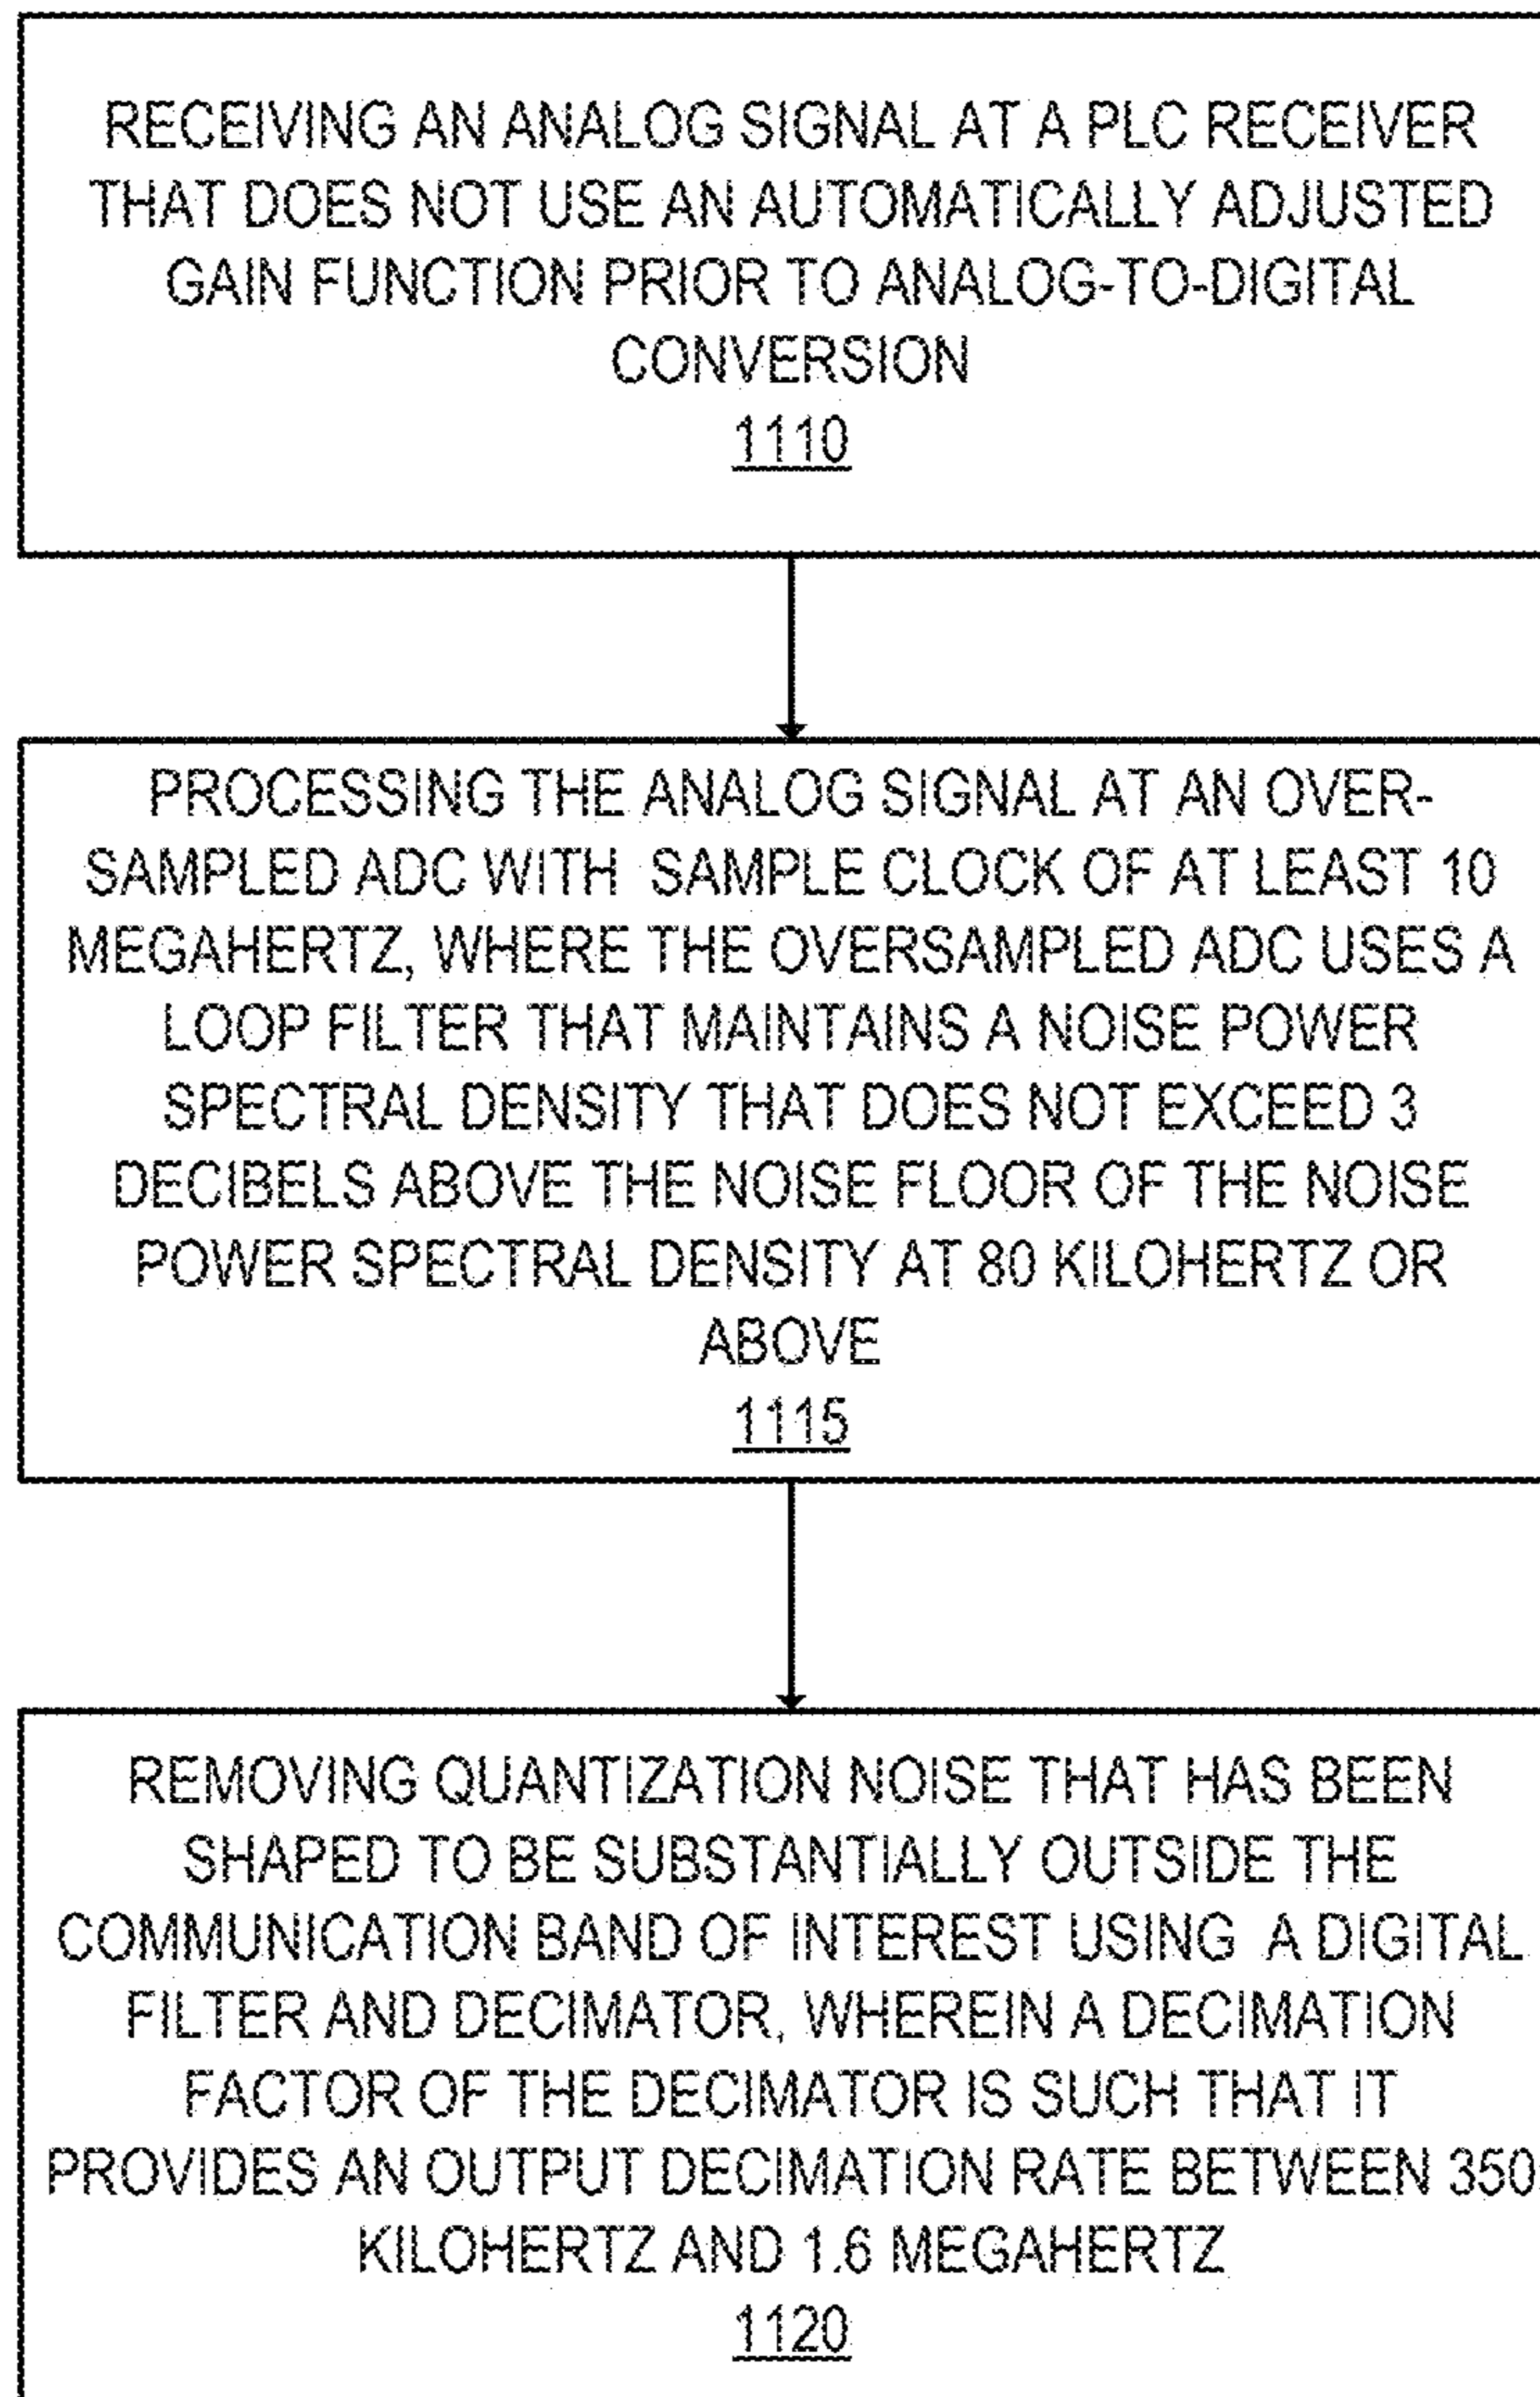 RECEIVING AN ANALOG SIGNAL AT A PLC RECEIVER
THAT DOES NOT USE AN AUTOMATICALLY ADJUSTED
GAIN FUNCTION PRIOR TO ANALOG-TO-DIGITAL
CONVERSION
1110
PROCESSING THE ANALOG SIGNAL AT AN OVER-
SAMPLED ADC WITH SAMPLE CLOCK OF AT LEAST 10
MEGAHERTZ, WHERE THE OVERSAMPLED ADC USES A
LOOP FILTER THAT MAINTAINS A NOISE POWER
SPECTRAL DENSITY THAT DOES NOT EXCEED 3
DECIBELS ABOVE THE NOISE FLOOR OF THE NOISE
POWER SPECTRAL DENSITY AT 80 KILOHERTZ OR
ABOVE
1115
REMOVING QUANTIZATION NOISE THAT HAS BEEN
SHAPED TO BE SUBSTANTIALLY OUTSIDE THE
COMMUNICATION BAND OF INTEREST USING A DIGITAL
FILTER AND DECIMATOR, WHEREIN A DECIMATION
FACTOR OF THE DECIMATOR IS SUCH THAT IT
PROVIDES AN OUTPUT DECIMATION RATE BETWEEN 350
KILOHERTZ AND 1.6 MEGAHERTZ
1120